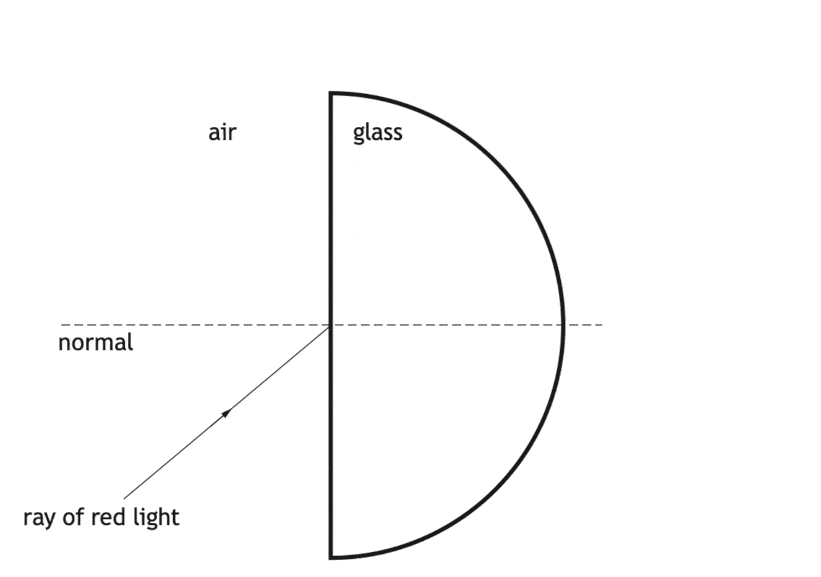 air
glass
normal
ray of red light